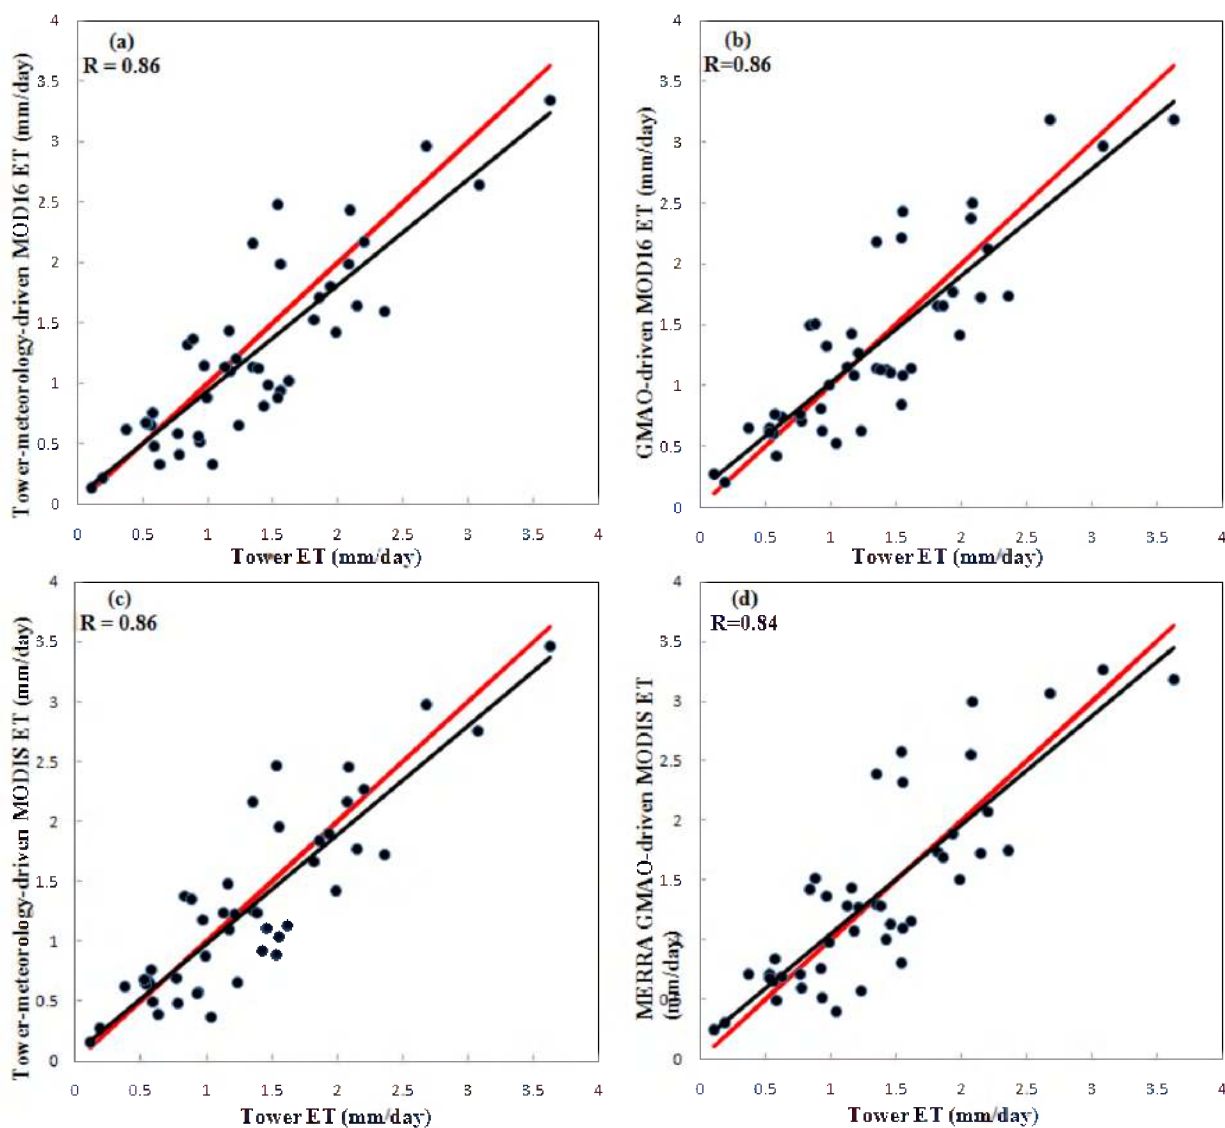 (a)
R = 0.86
Tower-meteorology-driven MOD16 ET (mm/day)
4
3.5
3
2.5
2
1.5
1
0.5
0
0 0.5 1 1.5 2 2.5 3 3.5 4
Tower ET (mm/day)
(b)
R=0.86
GMAO-driven MOD16 ET (mm/day)
4
3.5
3
2.5
2
1.5
1
0.5
0
0 0.5 1 1.5 2 2.5 3 3.5 4
Tower ET (mm/day)
(c)
R = 0.86
Tower-meteorology-driven MODIS ET (mm/day)
4
3.5
3
2.5
2
1.5
1
0.5
0
0 0.5 1 1.5 2 2.5 3 3.5 4
Tower ET (mm/day)
(d)
R=0.84
MERRA GMAO-driven MODIS ET
(mm/day)
4
3.5
3
2.5
2
1.5
1
0.5
0
0 0.5 1 1.5 2 2.5 3 3.5 4
Tower ET (mm/day)